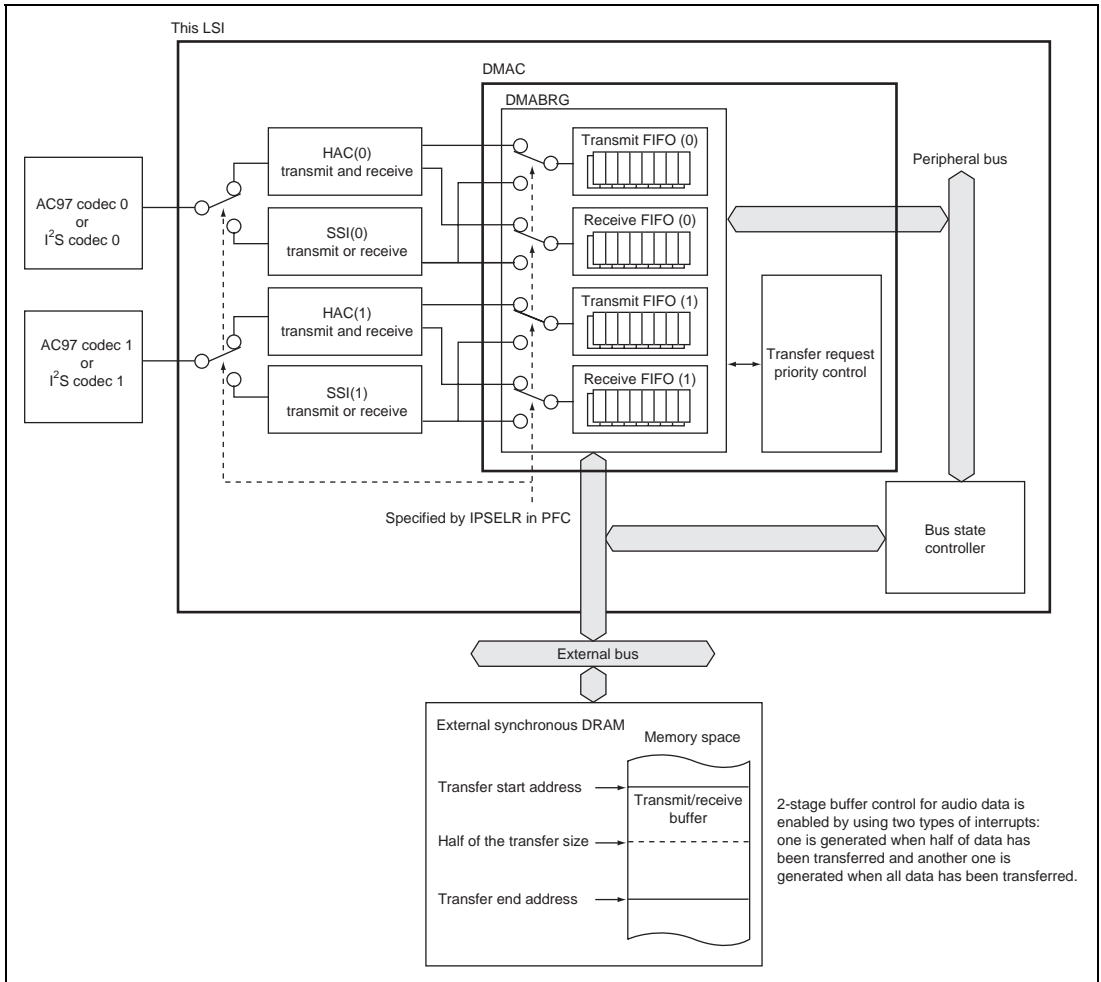 This LSI
DMAC
DMABRG
AC97 codec 0
or
I²S codec 0
HAC(0)
transmit and receive
SSI(0)
transmit or receive
Transmit FIFO (0)
Receive FIFO (0)
Peripheral bus
AC97 codec 1
or
I²S codec 1
HAC(1)
transmit and receive
SSI(1)
transmit or receive
Transmit FIFO (1)
Receive FIFO (1)
Transfer request
priority control
Specified by IPSELR in PFC
Bus state
controller
External bus
External synchronous DRAM
Memory space
Transfer start address
Transmit/receive
buffer
Half of the transfer size
Transfer end address
2-stage buffer control for audio data is
enabled by using two types of interrupts:
one is generated when half of data has
been transferred and another one is
generated when all data has been transferred.